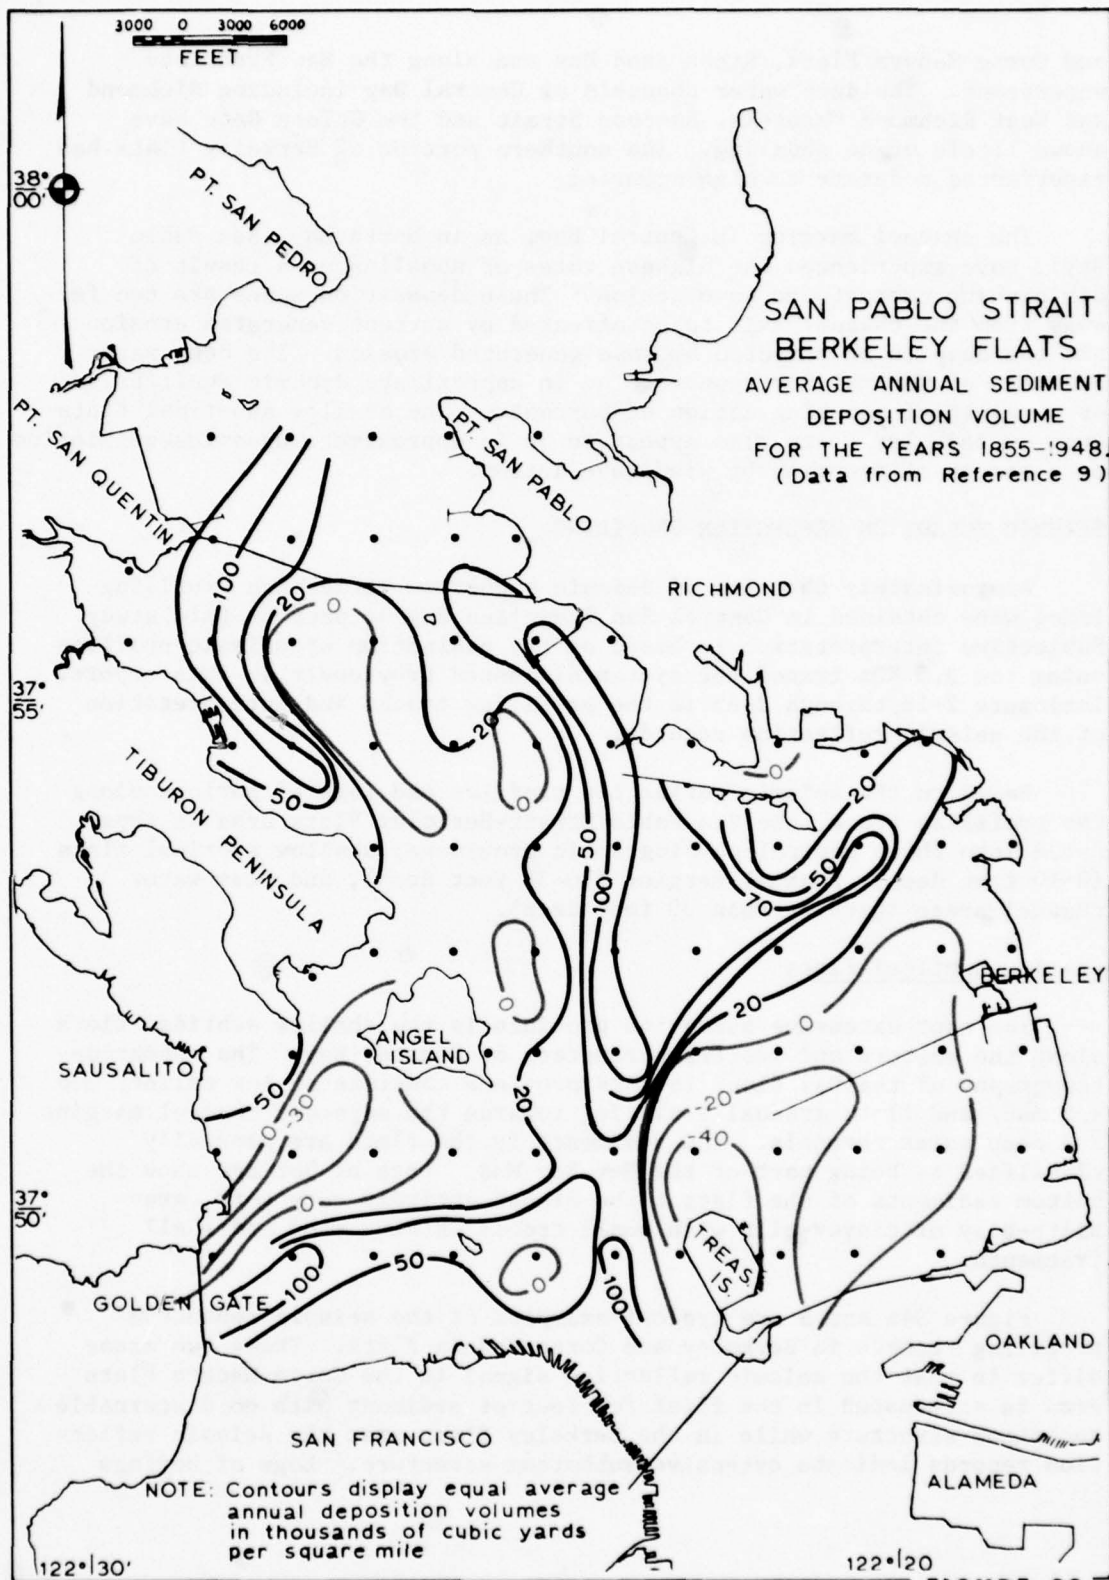 3000 0 3000 6000
FEET
38°
00'
PT. SAN PEDRO
SAN PABLO STRAIT
BERKELEY FLATS
AVERAGE ANNUAL SEDIMENT
DEPOSITION VOLUME
FOR THE YEARS 1855-1948.
(Data from Reference 9)
PT. SAN QUENTIN
PT. SAN PABLO
RICHMOND
100
20
0
37°
55'
20
0
0
20
50
TIBURON PENINSULA
50
100
50
70
0
20
0
BERKELEY
ANGEL
ISLAND
SAUSALITO
50
0
-30
0
20
-20
-40
0
0
37°
50'
0
TREAS.
IS.
GOLDEN GATE
100
50
0
100
OAKLAND
SAN FRANCISCO
ALAMEDA
NOTE: Contours display equal average
annual deposition volumes
in thousands of cubic yards
per square mile
122° 30'
122° 20